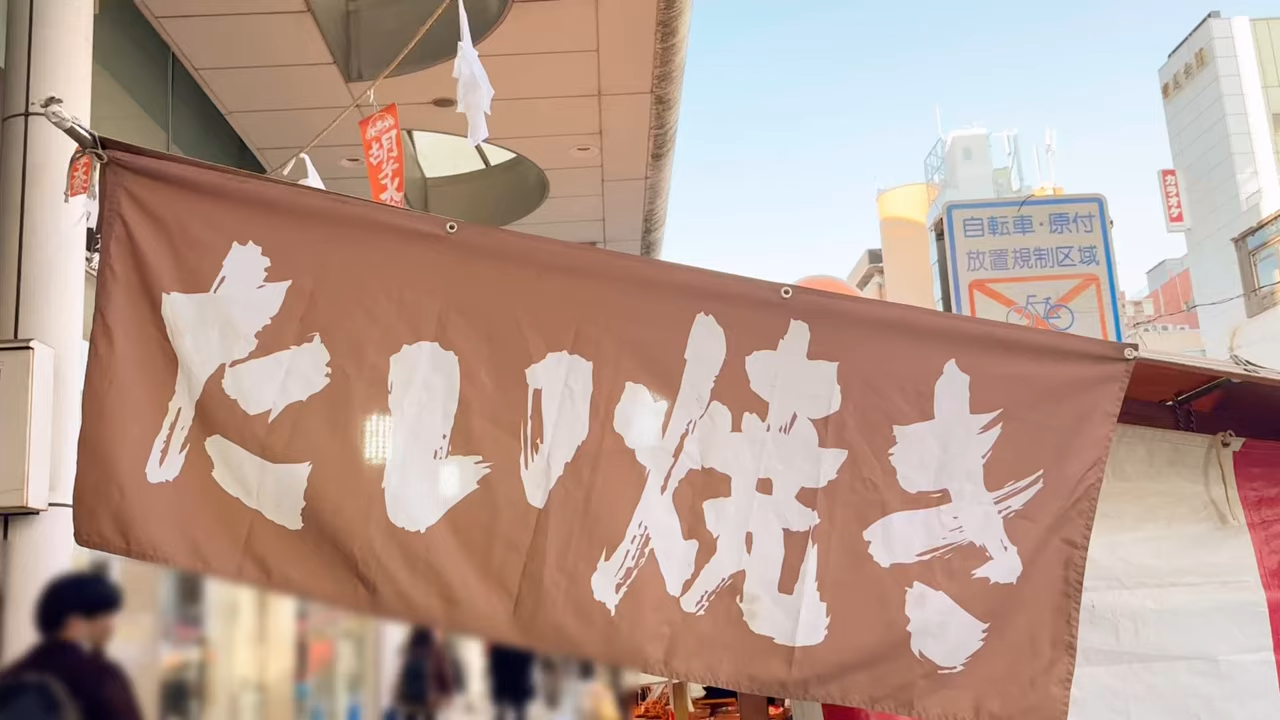 たい焼き
自転車・原付
放置規制区域
カラオケ